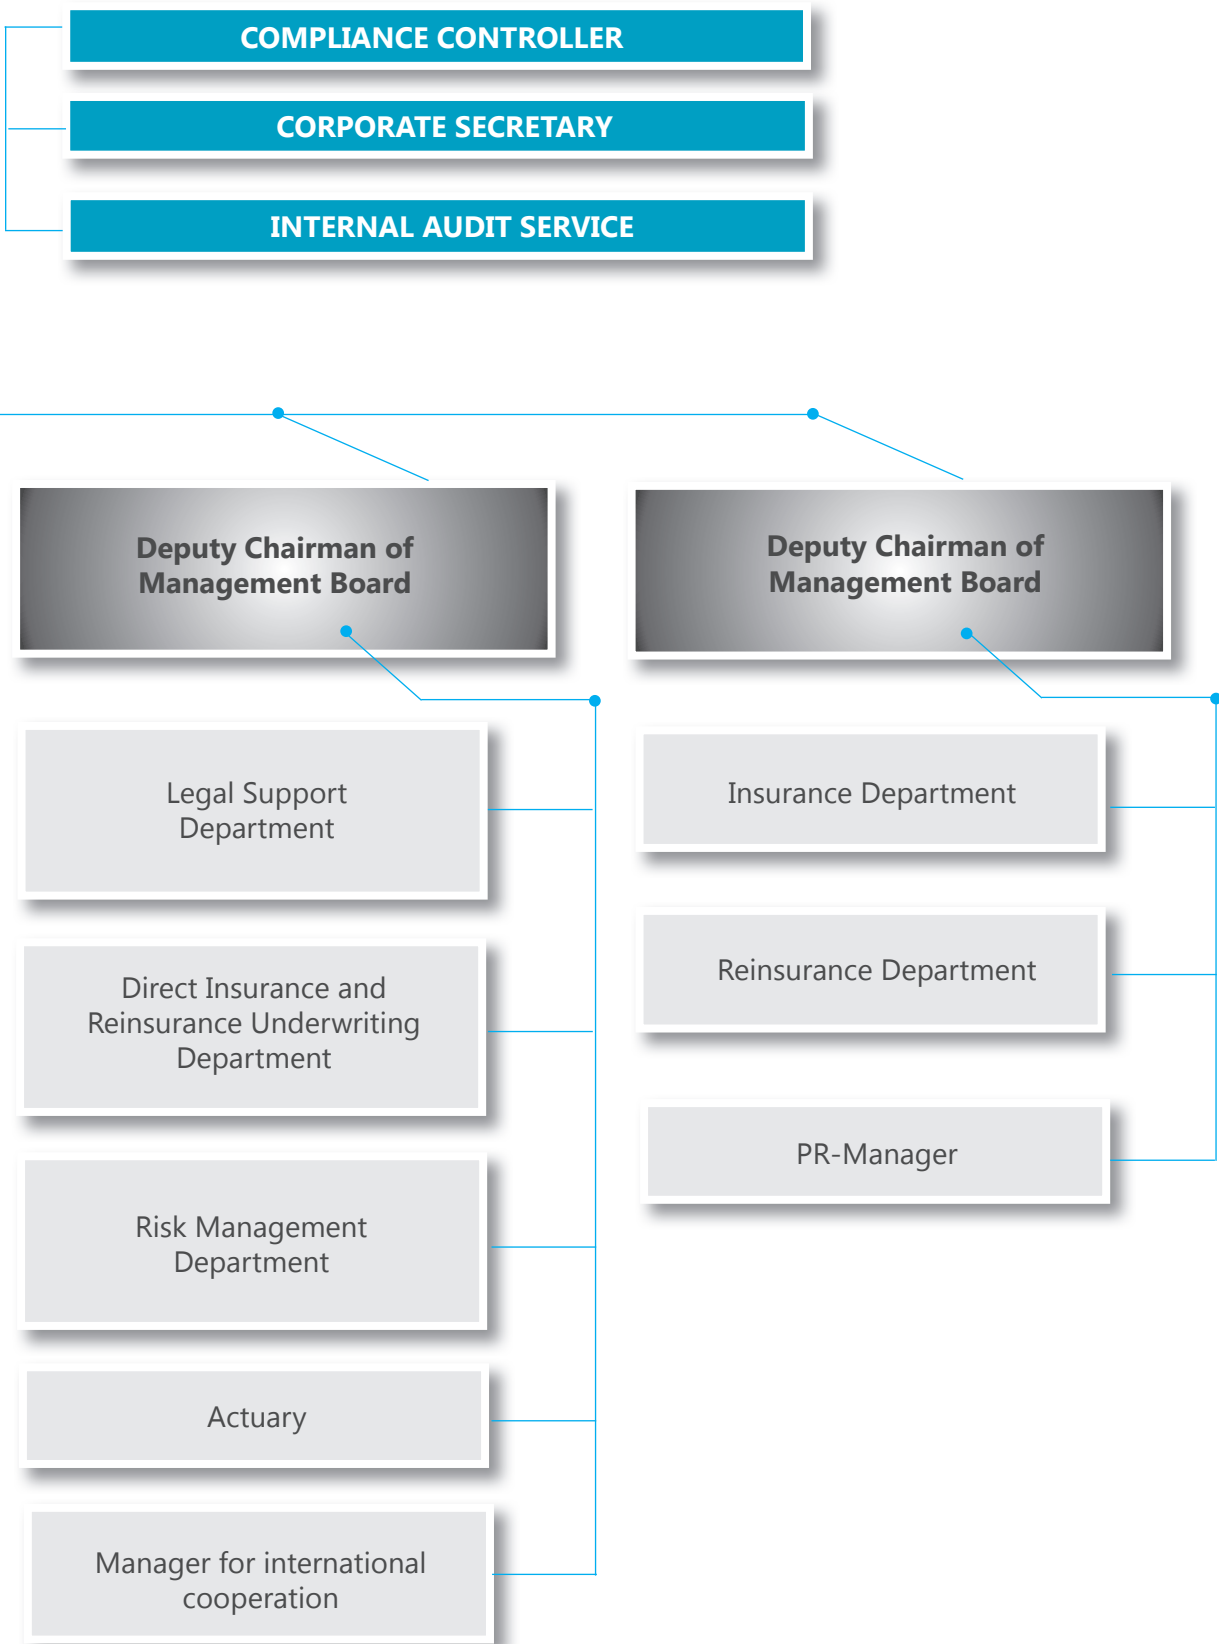 COMPLIANCE CONTROLLER
CORPORATE SECRETARY
INTERNAL AUDIT SERVICE
Deputy Chairman of
Management Board
Legal Support
Department
Direct Insurance and
Reinsurance Underwriting
Department
Risk Management
Department
Actuary
Manager for international
cooperation
Deputy Chairman of
Management Board
Insurance Department
Reinsurance Department
PR-Manager